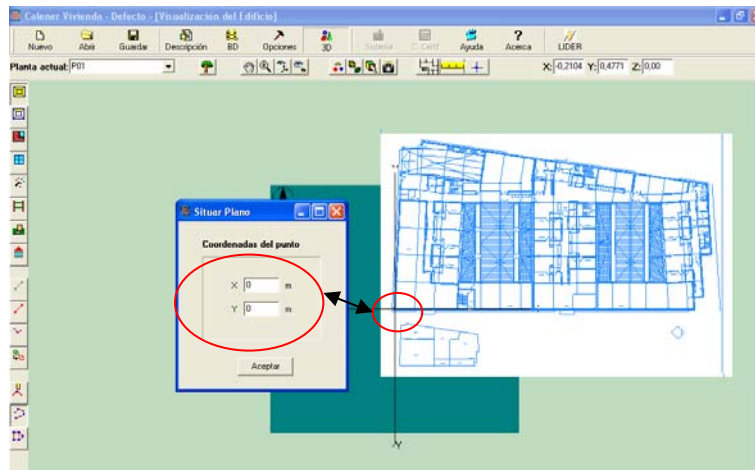 Calener Vivienda - Defecto - [Visualización del Edificio]
Nuevo Abrir Guardar Descripción BD Opciones 3D Sistema C. Certif Ayuda Acerca LIDER
Planta actual: P01 X: -0,2104 Y: 0,4771 Z: 0,00
Situar Plano
Coordenadas del punto
X 0 m
Y 0 m
Aceptar
-Y